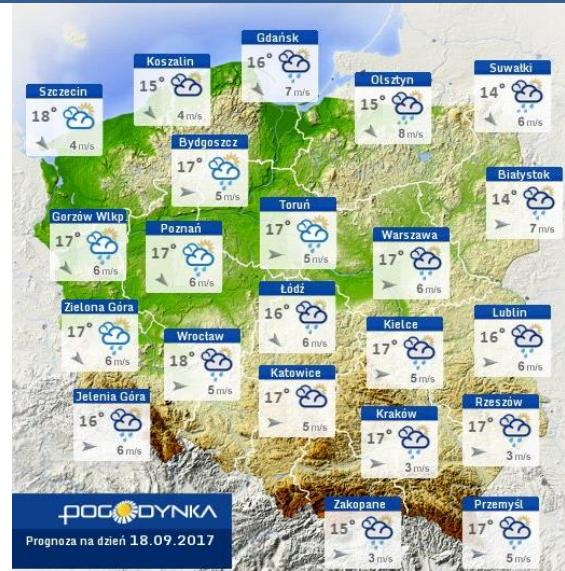 Gdańsk
16°
7 m/s
Koszalin
15°
4 m/s
Suwałki
14°
6 m/s
Olsztyn
15°
8 m/s
Szczecin
18°
4 m/s
Bydgoszcz
17°
5 m/s
Białystok
14°
7 m/s
Toruń
17°
5 m/s
Gorzów Wlkp
17°
6 m/s
Poznań
17°
6 m/s
Warszawa
17°
6 m/s
Łódź
16°
6 m/s
Zielona Góra
17°
6 m/s
Lublin
16°
6 m/s
Kielce
17°
5 m/s
Wrocław
18°
5 m/s
Katowice
17°
5 m/s
Jelenia Góra
16°
6 m/s
Rzeszów
17°
3 m/s
Kraków
17°
3 m/s
Zakopane
15°
3 m/s
Przemyśl
17°
5 m/s
POGODYNKA
Prognoza na dzień 18.09.2017